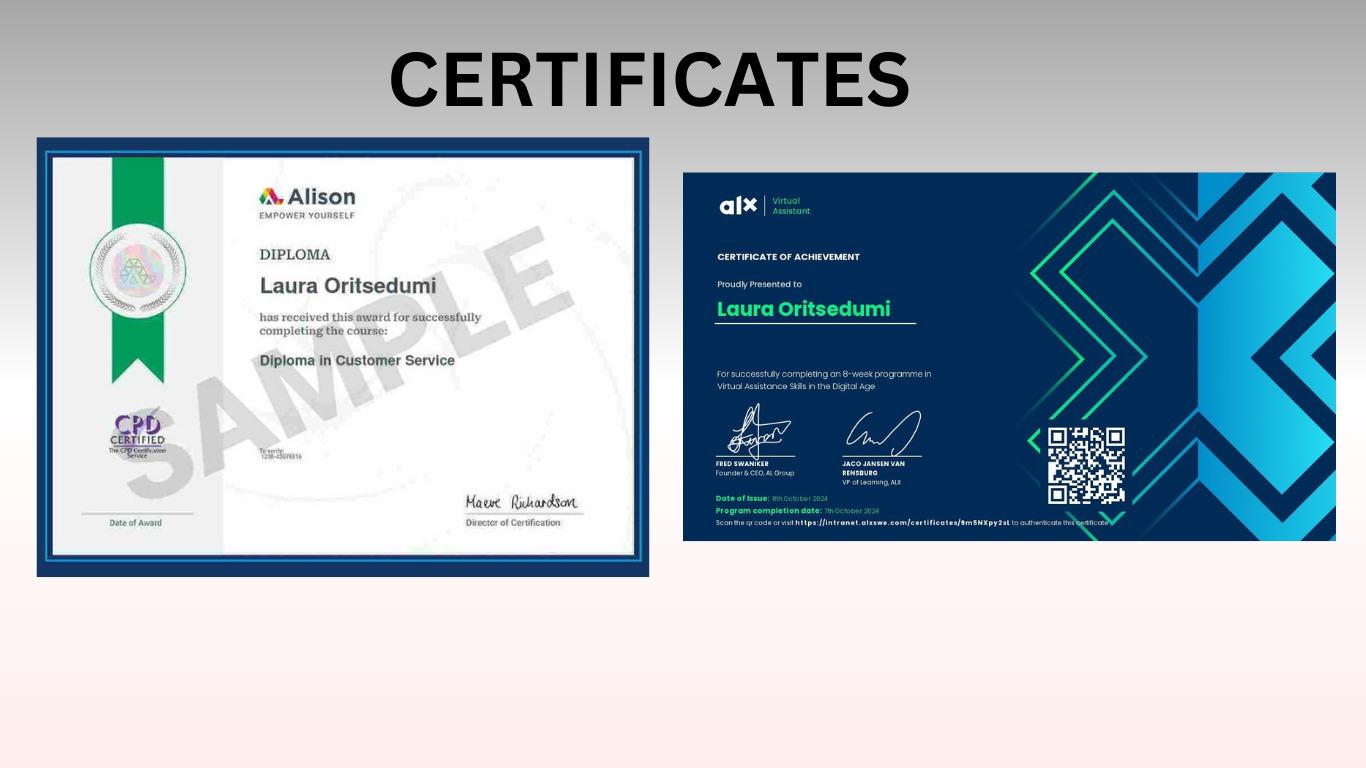 CERTIFICATES
Alison
EMPOWER YOURSELF
DIPLOMA
Laura Oritsedumi
has received this award for successfully
completing the course:
Diploma in Customer Service
SAMPLE
CPD
CERTIFIED
The CPD Certification
Service
To verify:
Date of Award
Maeve Richardson
Director of Certification
alx
Virtual
Assistant
CERTIFICATE OF ACHIEVEMENT
Proudly Presented to
Laura Oritsedumi
For successfully completing an 8-week programme in
Virtual Assistance Skills in the Digital Age
FRED SWANIKER
Founder & CEO, AL Group
JACO JANSEN VAN
RENSBURG
VP of Learning, ALX
Date of Issue: 8th October 2024
Program completion date: 7th October 2024
Scan the qr code or visit https://intranet.alxswe.com/certificates/9m5NXpy2sL to authenticate this certificate